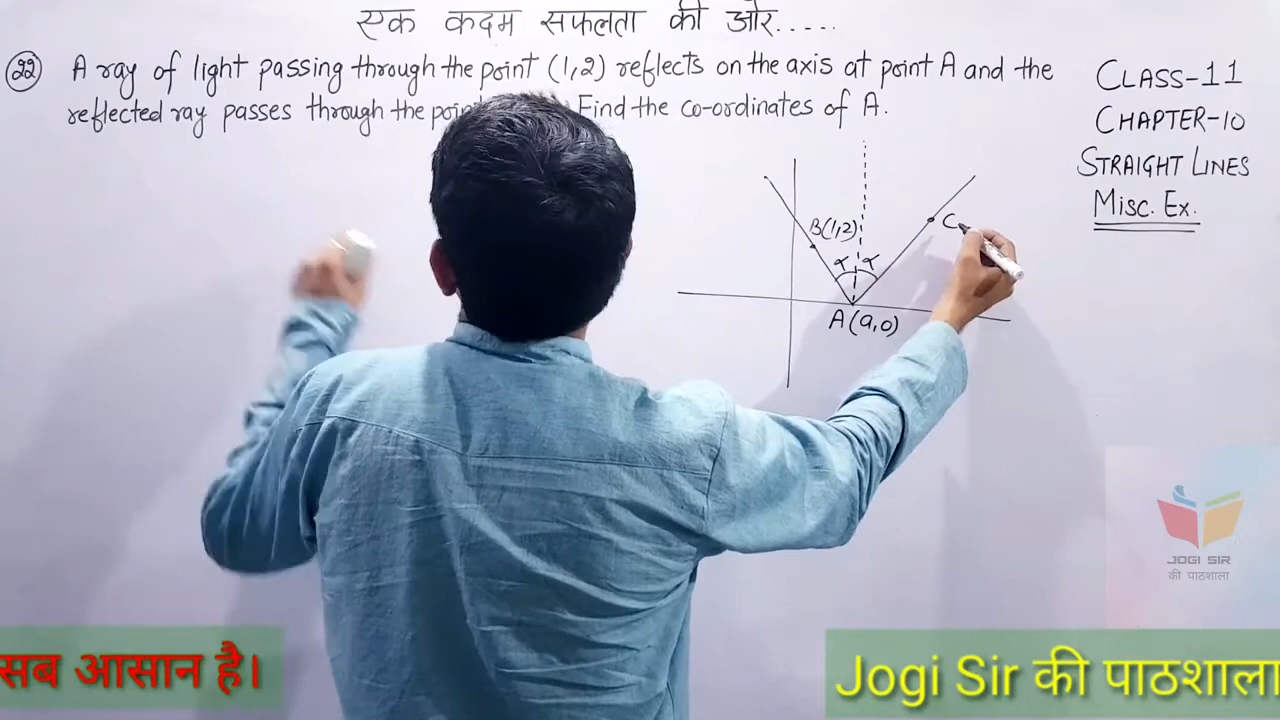 एक कदम सफलता की ओर.....
22 A ray of light passing through the point (1,2) reflects on the axis at point A and the
reflected ray passes through the Find the co-ordinates of A.
CLASS-11
CHAPTER-10
STRAIGHT LINES
Misc. Ex.
B(1,2)
C
α α
A(a,0)
JOGI SIR
की पाठशाला
सब आसान है।
Jogi Sir की पाठशाला